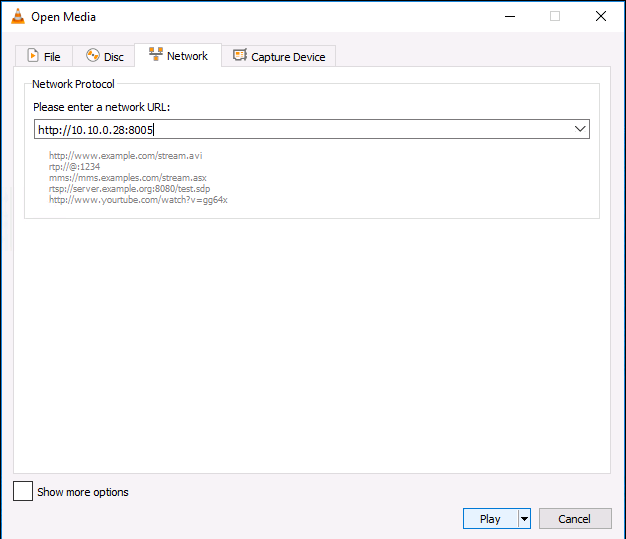 Open Media
File
Disc
Network
Capture Device
Network Protocol
Please enter a network URL:
http://10.10.0.28:8005
http://www.example.com/stream.avi
rtp://@:1234
mms://mms.examples.com/stream.asx
rtsp://server.example.org:8080/test.sdp
http://www.yourtube.com/watch?v=gg64x
Show more options
Play
Cancel